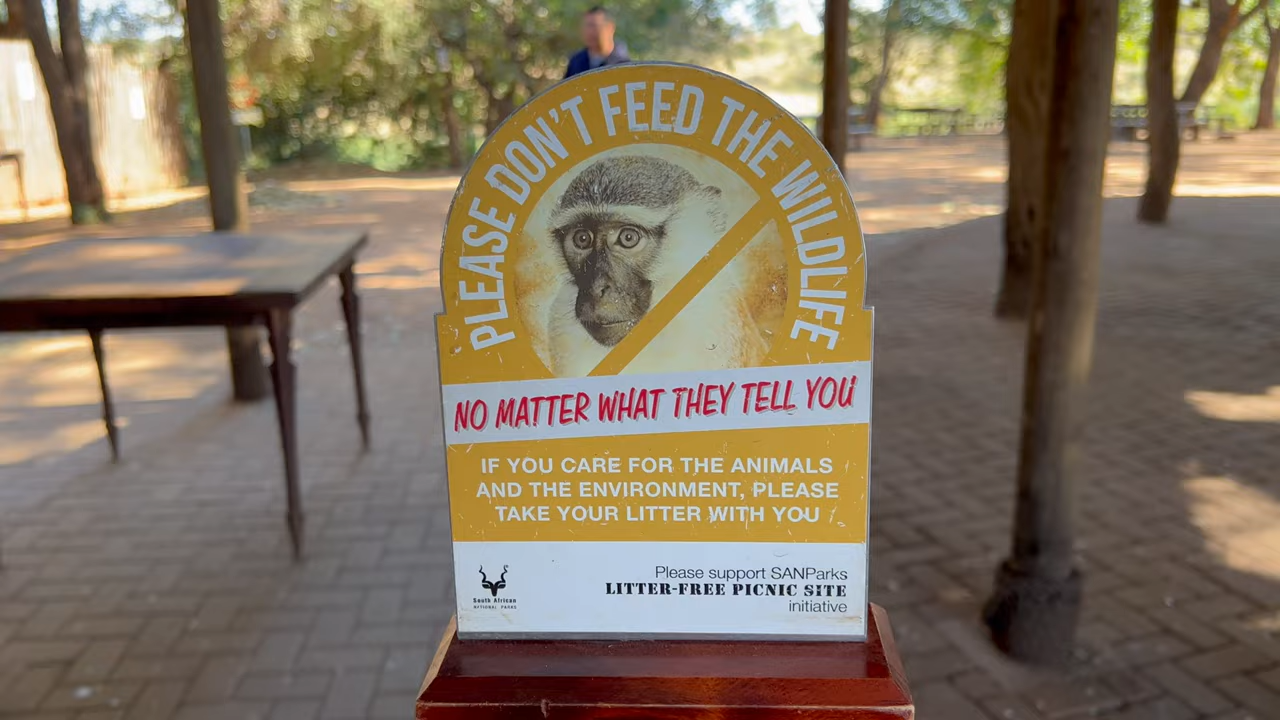 PLEASE DON'T FEED THE WILDLIFE
NO MATTER WHAT THEY TELL YOU
IF YOU CARE FOR THE ANIMALS
AND THE ENVIRONMENT, PLEASE
TAKE YOUR LITTER WITH YOU
South African
NATIONAL PARKS
Please support SANParks
LITTER-FREE PICNIC SITE
initiative